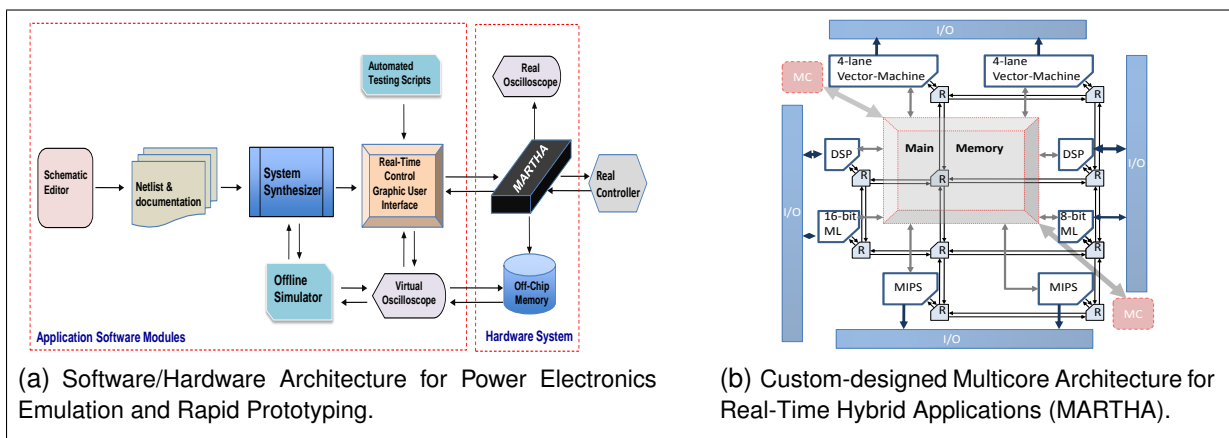 Automated
Testing Scripts
Real
Oscilloscope
Schematic
Editor
Netlist &
documentation
System
Synthesizer
Real-Time
Control
Graphic User
Interface
MARTHA
Real
Controller
Offline
Simulator
Virtual
Oscilloscope
Off-Chip
Memory
Application Software Modules
Hardware System
(a) Software/Hardware Architecture for Power Electronics
Emulation and Rapid Prototyping.
I/O
4-lane
Vector-Machine
4-lane
Vector-Machine
MC
R
R
I/O
I/O
DSP
Main Memory
DSP
R
R
R
16-bit
ML
8-bit
ML
R
R
R
MIPS
MIPS
R
R
MC
I/O
(b) Custom-designed Multicore Architecture for
Real-Time Hybrid Applications (MARTHA).